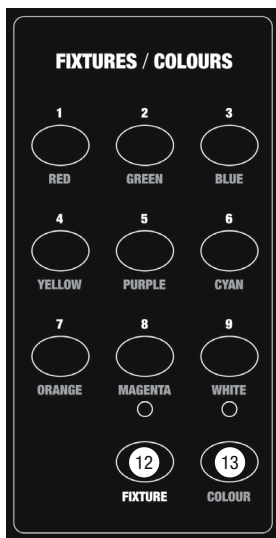 FIXTURES / COLOURS
1 2 3
RED GREEN BLUE
4 5 6
YELLOW PURPLE CYAN
7 8 9
ORANGE MAGENTA WHITE
12 13
FIXTURE COLOUR